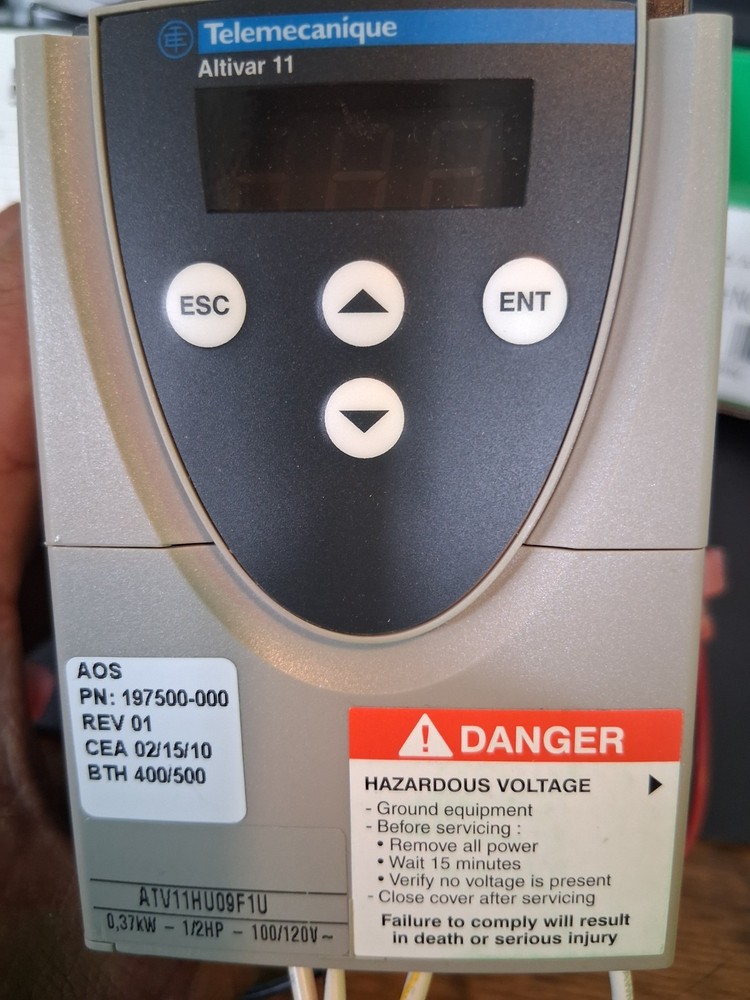 Telemecanique
Altivar 11
ESC
ENT
AOS
PN: 197500-000
REV 01
CEA 02/15/10
BTH 400/500
DANGER
HAZARDOUS VOLTAGE
- Ground equipment
- Before servicing :
• Remove all power
• Wait 15 minutes
• Verify no voltage is present
- Close cover after servicing
Failure to comply will result
in death or serious injury
ATV11HU09F1U
0,37kW - 1/2HP - 100/120V ~